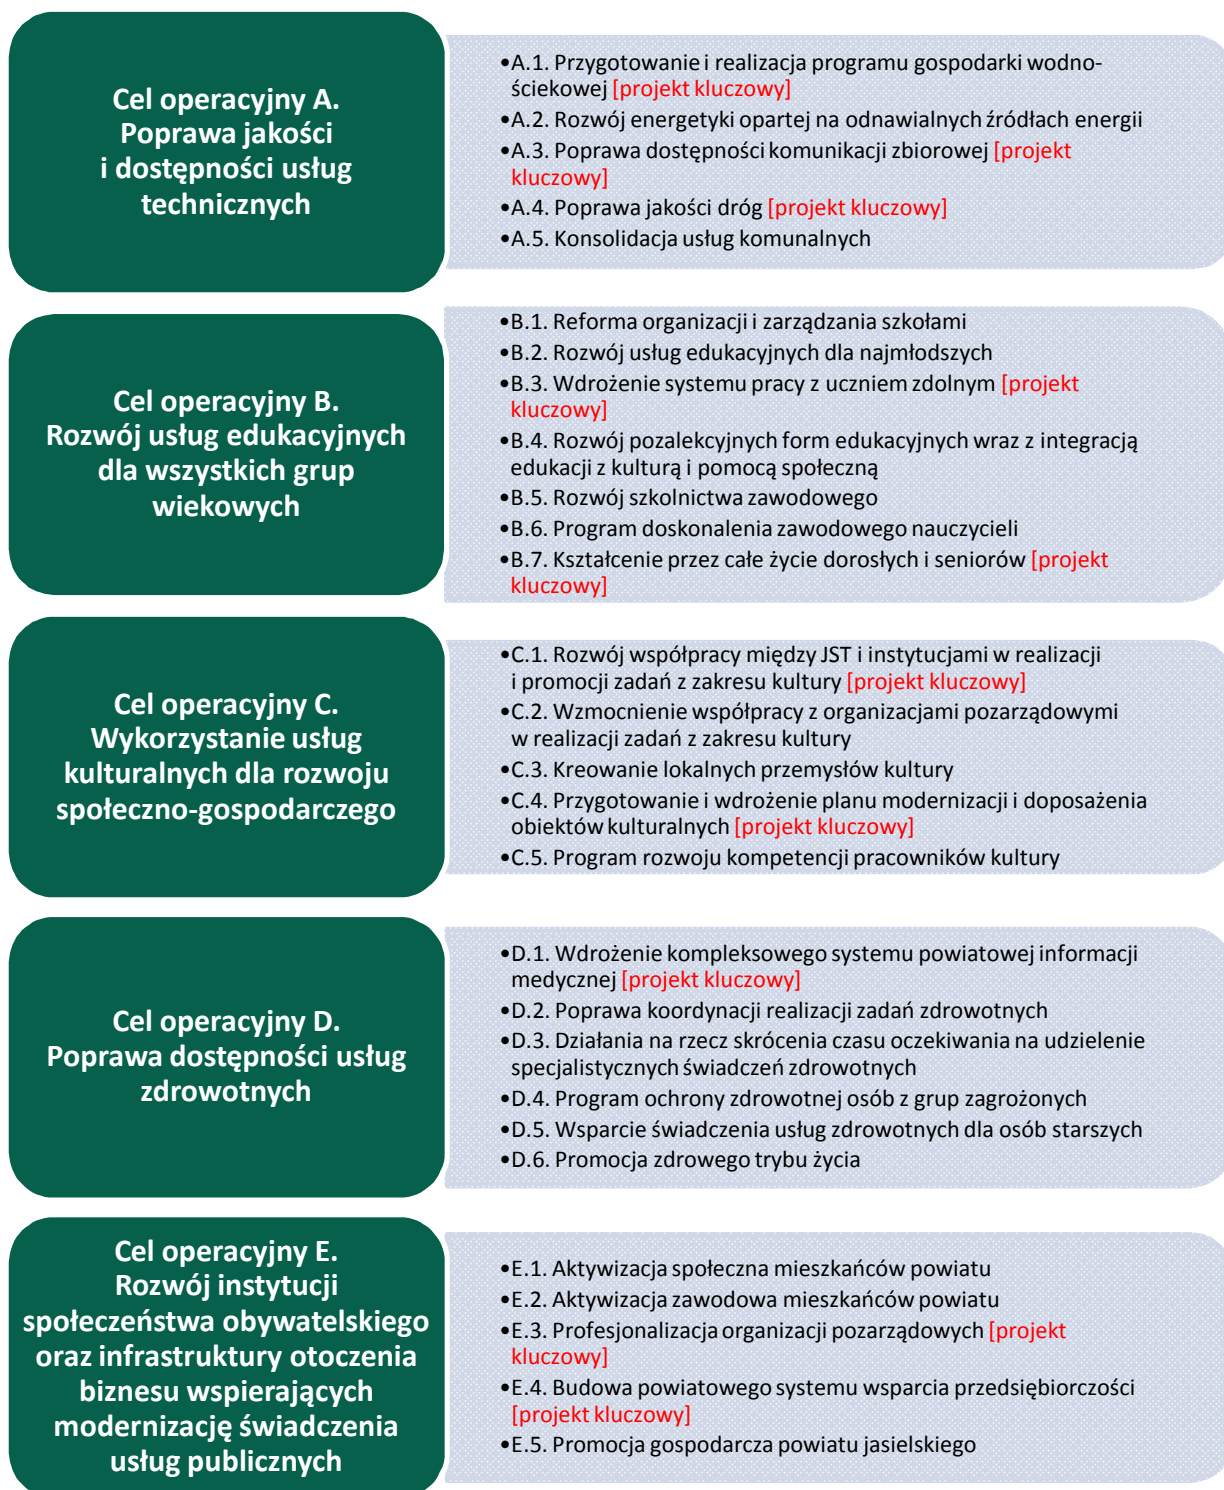 Cel operacyjny A.
Poprawa jakości
i dostępności usług
technicznych
•A.1. Przygotowanie i realizacja programu gospodarki wodno-
ściekowej [projekt kluczowy]
•A.2. Rozwój energetyki opartej na odnawialnych źródłach energii
•A.3. Poprawa dostępności komunikacji zbiorowej [projekt
kluczowy]
•A.4. Poprawa jakości dróg [projekt kluczowy]
•A.5. Konsolidacja usług komunalnych
Cel operacyjny B.
Rozwój usług edukacyjnych
dla wszystkich grup
wiekowych
•B.1. Reforma organizacji i zarządzania szkołami
•B.2. Rozwój usług edukacyjnych dla najmłodszych
•B.3. Wdrożenie systemu pracy z uczniem zdolnym [projekt
kluczowy]
•B.4. Rozwój pozalekcyjnych form edukacyjnych wraz z integracją
edukacji z kulturą i pomocą społeczną
•B.5. Rozwój szkolnictwa zawodowego
•B.6. Program doskonalenia zawodowego nauczycieli
•B.7. Kształcenie przez całe życie dorosłych i seniorów [projekt
kluczowy]
Cel operacyjny C.
Wykorzystanie usług
kulturalnych dla rozwoju
społeczno-gospodarczego
•C.1. Rozwój współpracy między JST i instytucjami w realizacji
i promocji zadań z zakresu kultury [projekt kluczowy]
•C.2. Wzmocnienie współpracy z organizacjami pozarządowymi
w realizacji zadań z zakresu kultury
•C.3. Kreowanie lokalnych przemysłów kultury
•C.4. Przygotowanie i wdrożenie planu modernizacji i doposażenia
obiektów kulturalnych [projekt kluczowy]
•C.5. Program rozwoju kompetencji pracowników kultury
Cel operacyjny D.
Poprawa dostępności usług
zdrowotnych
•D.1. Wdrożenie kompleksowego systemu powiatowej informacji
medycznej [projekt kluczowy]
•D.2. Poprawa koordynacji realizacji zadań zdrowotnych
•D.3. Działania na rzecz skrócenia czasu oczekiwania na udzielenie
specjalistycznych świadczeń zdrowotnych
•D.4. Program ochrony zdrowotnej osób z grup zagrożonych
•D.5. Wsparcie świadczenia usług zdrowotnych dla osób starszych
•D.6. Promocja zdrowego trybu życia
Cel operacyjny E.
Rozwój instytucji
społeczeństwa obywatelskiego
oraz infrastruktury otoczenia
biznesu wspierających
modernizację świadczenia
usług publicznych
•E.1. Aktywizacja społeczna mieszkańców powiatu
•E.2. Aktywizacja zawodowa mieszkańców powiatu
•E.3. Profesjonalizacja organizacji pozarządowych [projekt
kluczowy]
•E.4. Budowa powiatowego systemu wsparcia przedsiębiorczości
[projekt kluczowy]
•E.5. Promocja gospodarcza powiatu jasielskiego